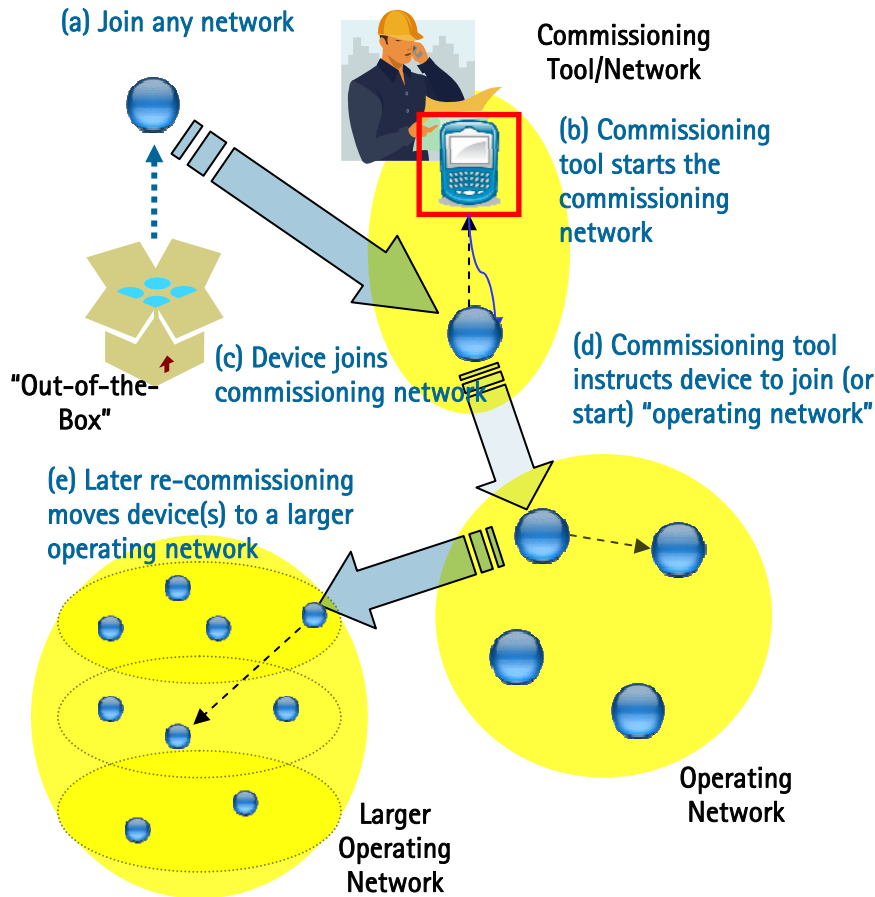 (a) Join any network
Commissioning
Tool/Network
(b) Commissioning
tool starts the
commissioning
network
(c) Device joins
commissioning network
"Out-of-the-
Box"
(d) Commissioning tool
instructs device to join (or
start) "operating network"
(e) Later re-commissioning
moves device(s) to a larger
operating network
Operating
Network
Larger
Operating
Network